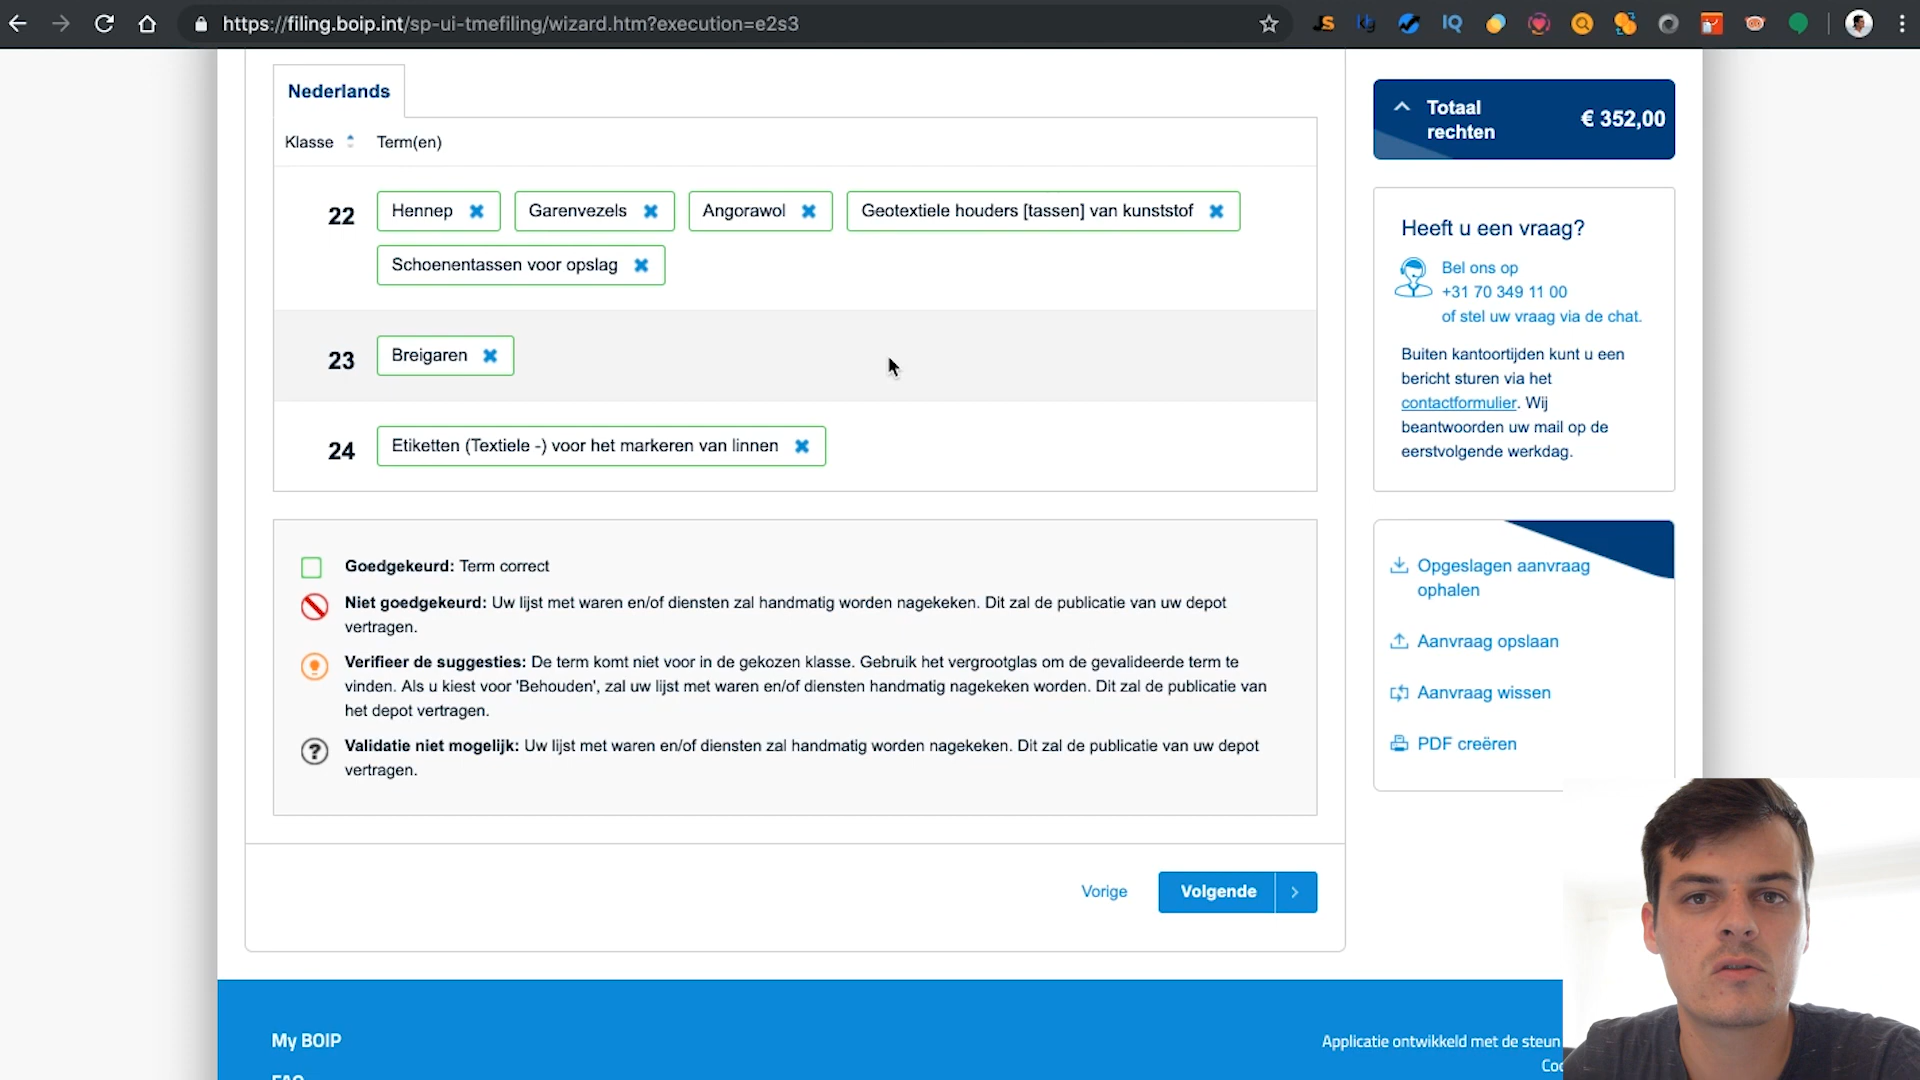 https://filing.boip.int/sp-ui-tmefiling/wizard.htm?execution=e2s3
JS
IQ
Nederlands
Klasse Term(en)
22 Hennep Garenvezels Angorawol Geotextiele houders [tassen] van kunststof
Schoenentassen voor opslag
23 Breigaren
24 Etiketten (Textiele -) voor het markeren van linnen
Goedgekeurd: Term correct
Niet goedgekeurd: Uw lijst met waren en/of diensten zal handmatig worden nagekeken. Dit zal de publicatie van uw depot
vertragen.
Verifieer de suggesties: De term komt niet voor in de gekozen klasse. Gebruik het vergrootglas om de gevalideerde term te
vinden. Als u kiest voor 'Behouden', zal uw lijst met waren en/of diensten handmatig nagekeken worden. Dit zal de publicatie van
het depot vertragen.
Validatie niet mogelijk: Uw lijst met waren en/of diensten zal handmatig worden nagekeken. Dit zal de publicatie van uw depot
vertragen.
Vorige Volgende
Totaal
rechten
€ 352,00
Heeft u een vraag?
Bel ons op
+31 70 349 11 00
of stel uw vraag via de chat.
Buiten kantoortijden kunt u een
bericht sturen via het
contactformulier. Wij
beantwoorden uw mail op de
eerstvolgende werkdag.
Opgeslagen aanvraag
ophalen
Aanvraag opslaan
Aanvraag wissen
PDF creëren
My BOIP
FAQ
Applicatie ontwikkeld met de steun